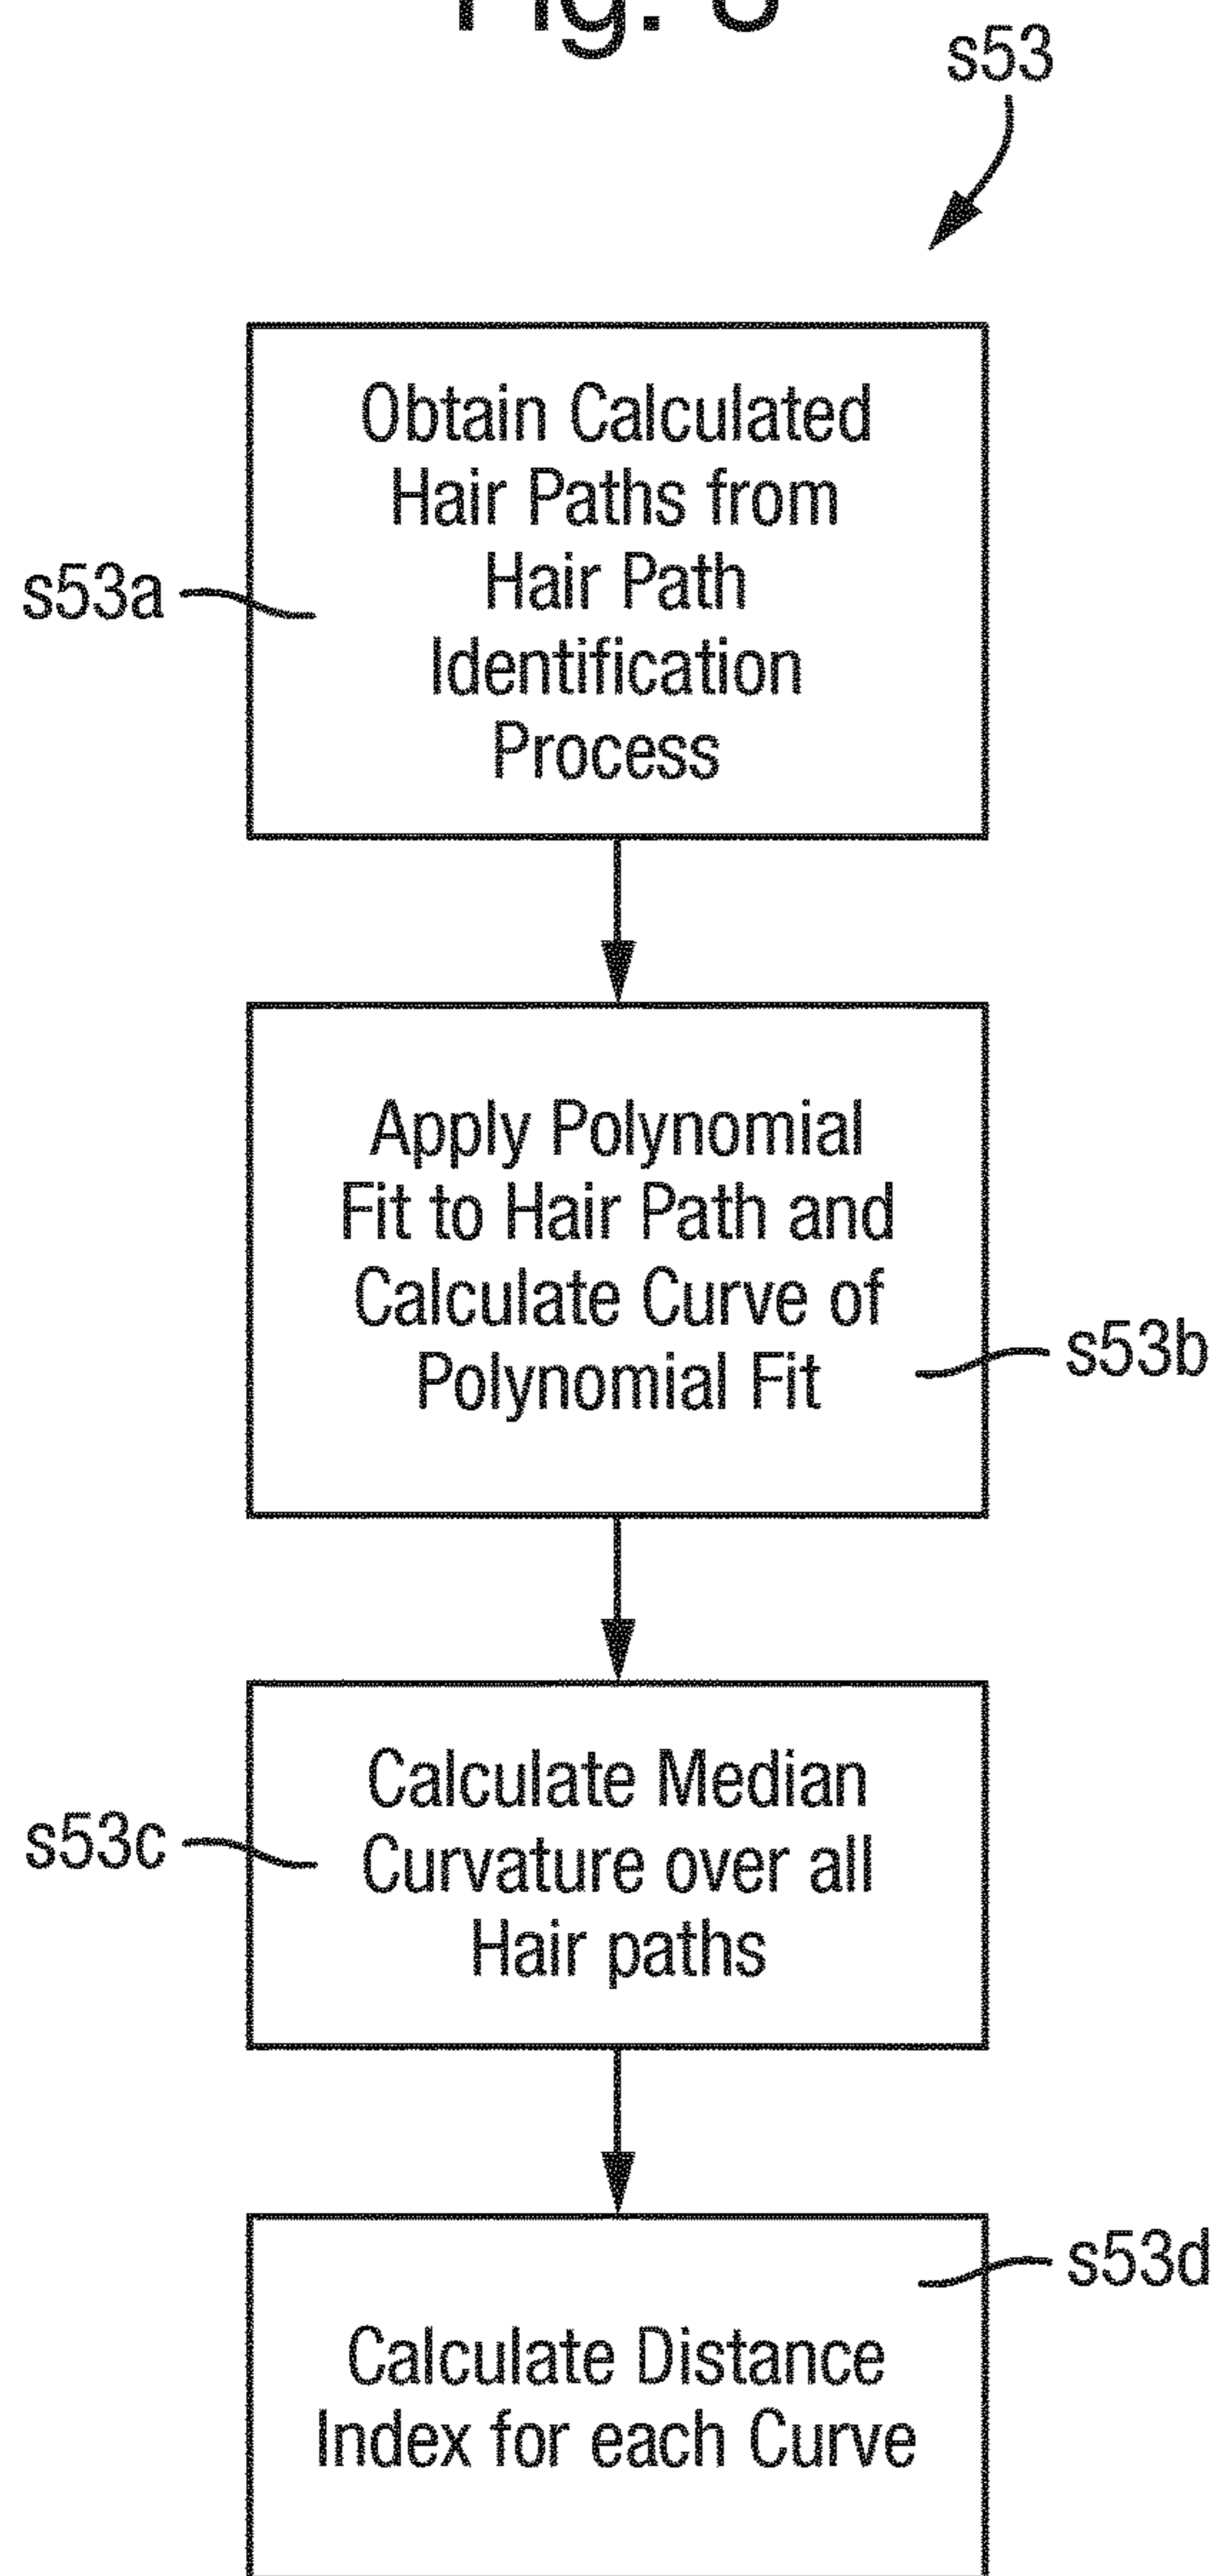 Fig.
s53
Obtain Calculated
Hair Paths from
Hair Path
Identification
Process
s53a
Apply Polynomial
Fit to Hair Path and
Calculate Curve of
Polynomial Fit
s53b
Calculate Median
Curvature over all
Hair paths
s53c
s53d
Calculate Distance
Index for each Curve